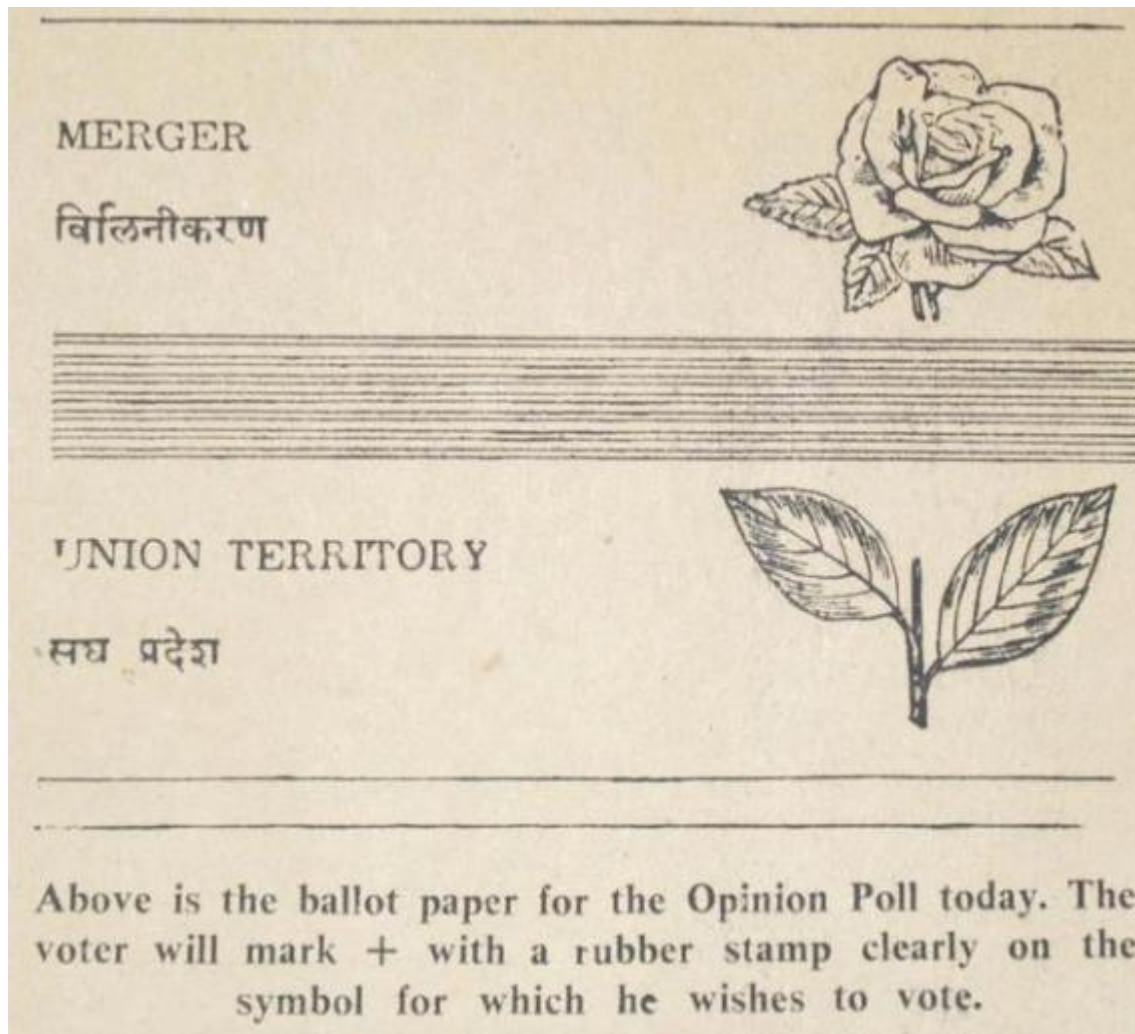 MERGER
विलिनीकरण
UNION TERRITORY
सघ प्रदेश
Above is the ballot paper for the Opinion Poll today. The
voter will mark + with a rubber stamp clearly on the
symbol for which he wishes to vote.